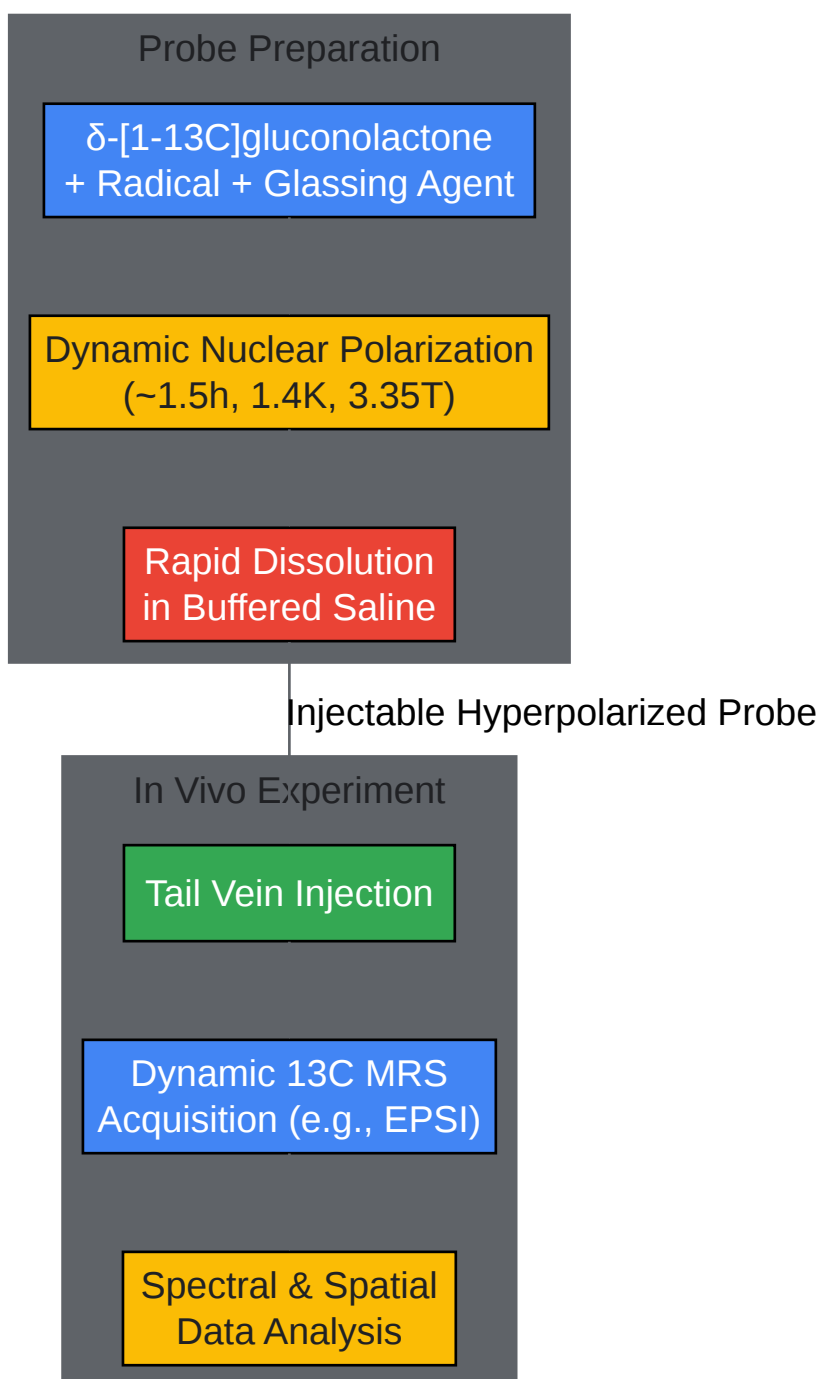 Probe Preparation
δ-[1-13C]gluconolactone
+ Radical + Glassing Agent
Dynamic Nuclear Polarization
(~1.5h, 1.4K, 3.35T)
Rapid Dissolution
in Buffered Saline
Injectable Hyperpolarized Probe
In Vivo Experiment
Tail Vein Injection
Dynamic 13C MRS
Acquisition (e.g., EPSI)
Spectral & Spatial
Data Analysis